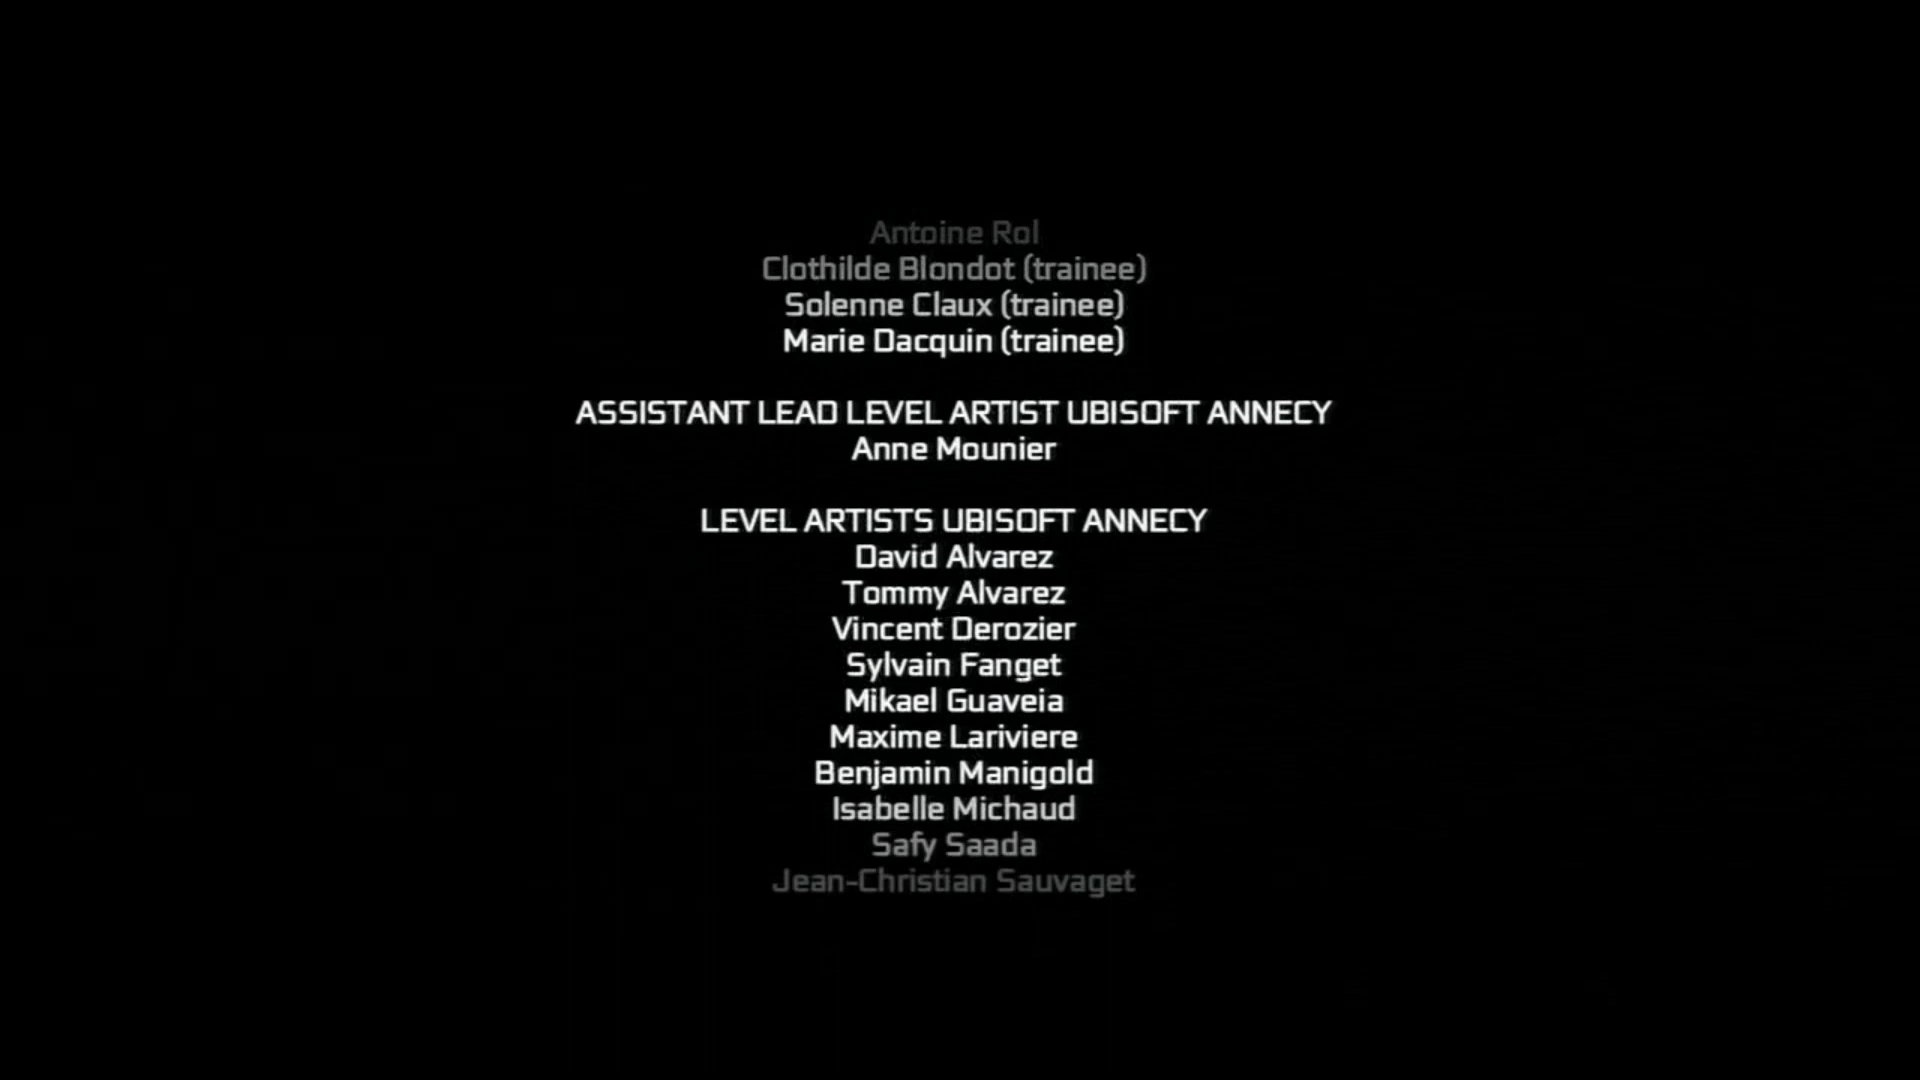 Antoine Rol
Clothilde Blondot (trainee)
Solenne Claux (trainee)
Marie Dacquin (trainee)
ASSISTANT LEAD LEVEL ARTIST UBISOFT ANNECY
Anne Mounier
LEVEL ARTISTS UBISOFT ANNECY
David Alvarez
Tommy Alvarez
Vincent Derozier
Sylvain Fanget
Mikael Guaveia
Maxime Lariviere
Benjamin Manigold
Isabelle Michaud
Safy Saada
Jean-Christian Sauvaget